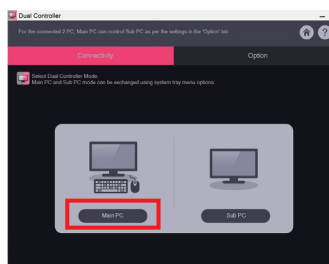 Dual Controller
For the connected 2 PC, Main PC can control Sub PC as per the settings in the 'Option' tab
?
Connectivity
Option
Select Dual Controller Mode
Main PC and Sub PC mode can be exchanged using system tray menu options.
Main PC
Sub PC